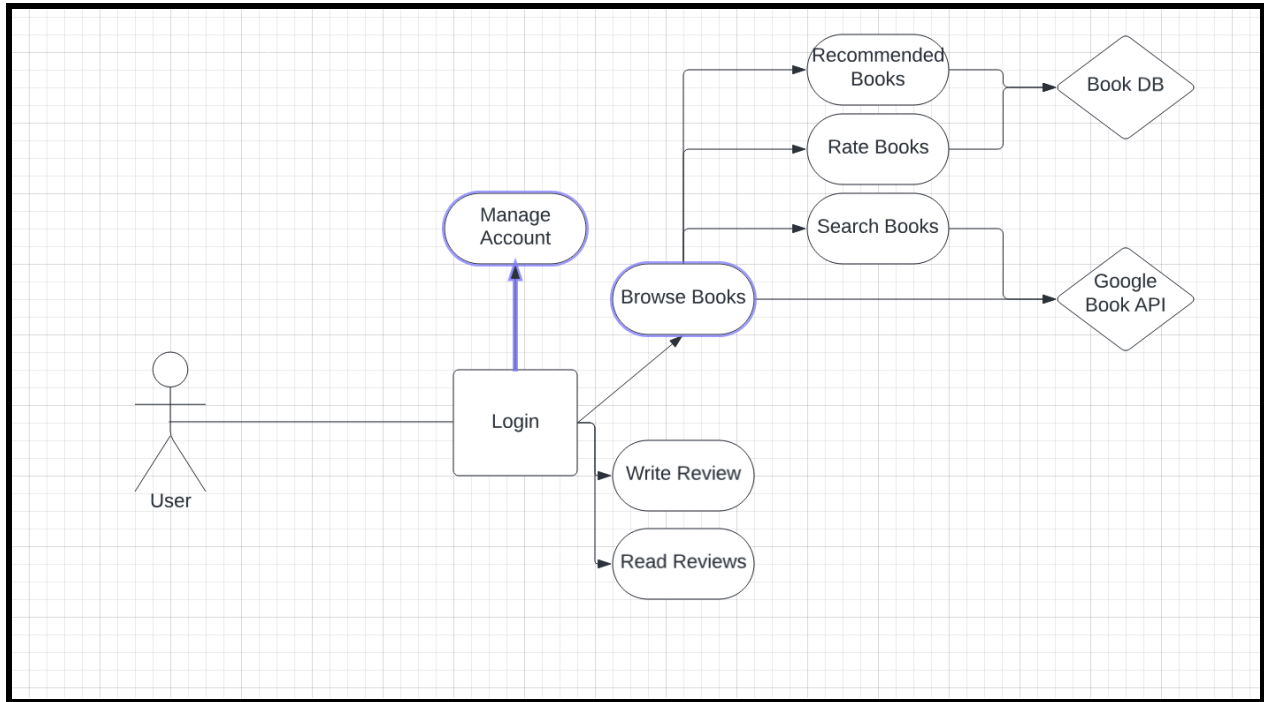 Recommended
Books
Book DB
Rate Books
Manage
Account
Search Books
Browse Books
Google
Book API
Login
User
Write Review
Read Reviews